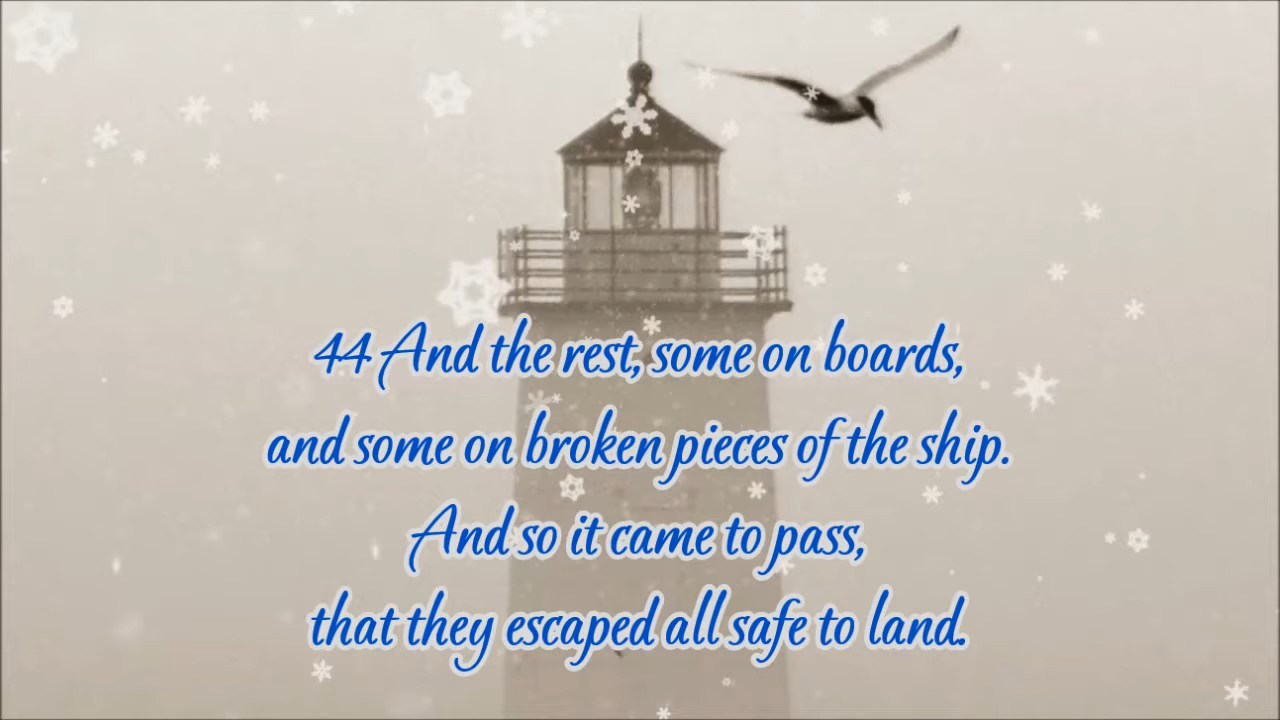 44 And the rest, some on boards,
and some on broken pieces of the ship.
And so it came to pass,
that they escaped all safe to land.